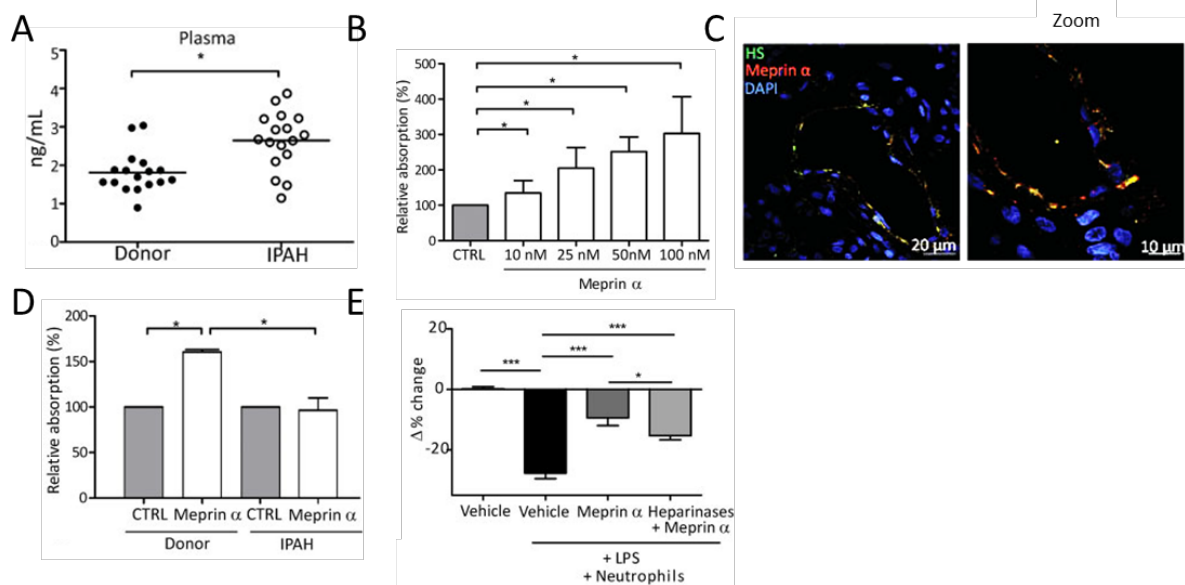 A
Plasma
*
ng/mL
5
4
3
2
1
0
Donor
IPAH
B
Relative absorption (%)
500
400
300
200
100
0
*
*
*
*
CTRL
10 nM
25 nM
50nM
100 nM
Meprin α
C
Zoom
HS
Meprin α
DAPI
20 µm
10 µm
D
Relative absorption (%)
200
150
100
50
0
*
*
CTRL
Meprin α
CTRL
Meprin α
Donor
IPAH
E
Δ% change
20
0
-20
***
***
***
*
Vehicle
Vehicle
Meprin α
Heparinases
+ Meprin α
+ LPS
+ Neutrophils